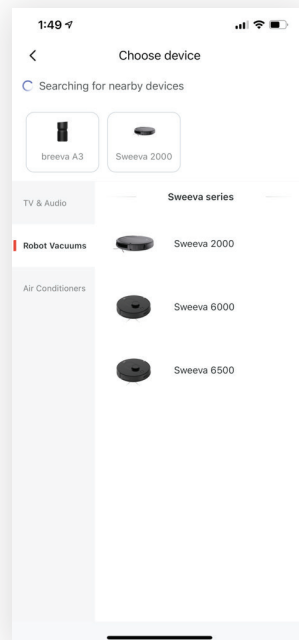 1:49
Choose device
Searching for nearby devices
breeva A3
Sweeva 2000
TV & Audio
Robot Vacuums
Air Conditioners
Sweeva series
Sweeva 2000
Sweeva 6000
Sweeva 6500